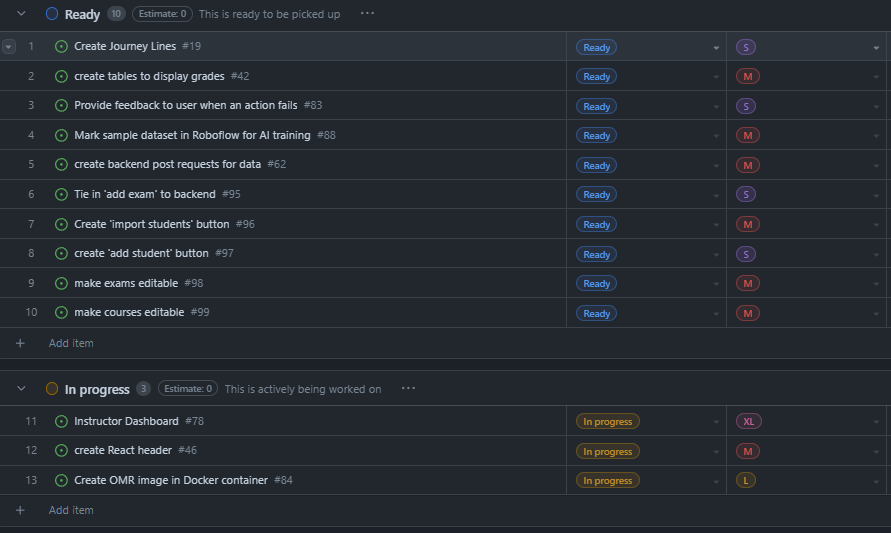 Ready 10 Estimate: 0 This is ready to be picked up ...
1 Create Journey Lines #19 Ready S
2 create tables to display grades #42 Ready M
3 Provide feedback to user when an action fails #83 Ready S
4 Mark sample dataset in Roboflow for AI training #88 Ready M
5 create backend post requests for data #62 Ready M
6 Tie in 'add exam' to backend #95 Ready S
7 Create 'import students' button #96 Ready M
8 create 'add student' button #97 Ready S
9 make exams editable #98 Ready M
10 make courses editable #99 Ready M
+ Add item
In progress 3 Estimate: 0 This is actively being worked on ...
11 Instructor Dashboard #78 In progress XL
12 create React header #46 In progress M
13 Create OMR image in Docker container #84 In progress L
+ Add item